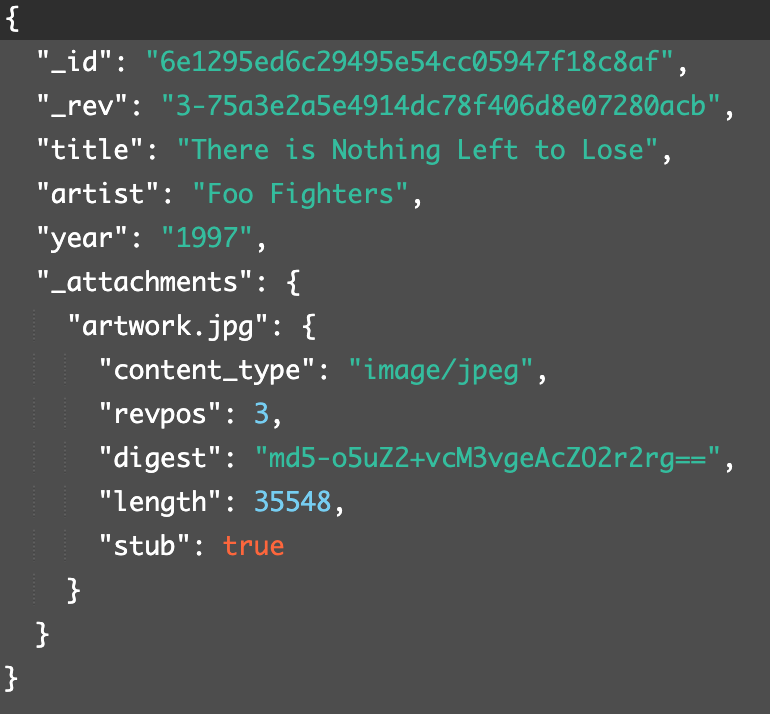 {
"_id": "6e1295ed6c29495e54cc05947f18c8af",
"_rev": "3-75a3e2a5e4914dc78f406d8e07280acb",
"title": "There is Nothing Left to Lose",
"artist": "Foo Fighters",
"year": "1997",
"_attachments": {
"artwork.jpg": {
"content_type": "image/jpeg",
"revpos": 3,
"digest": "md5-o5uZ2+vcM3vgeAcZO2r2rg==",
"length": 35548,
"stub": true
}
}
}